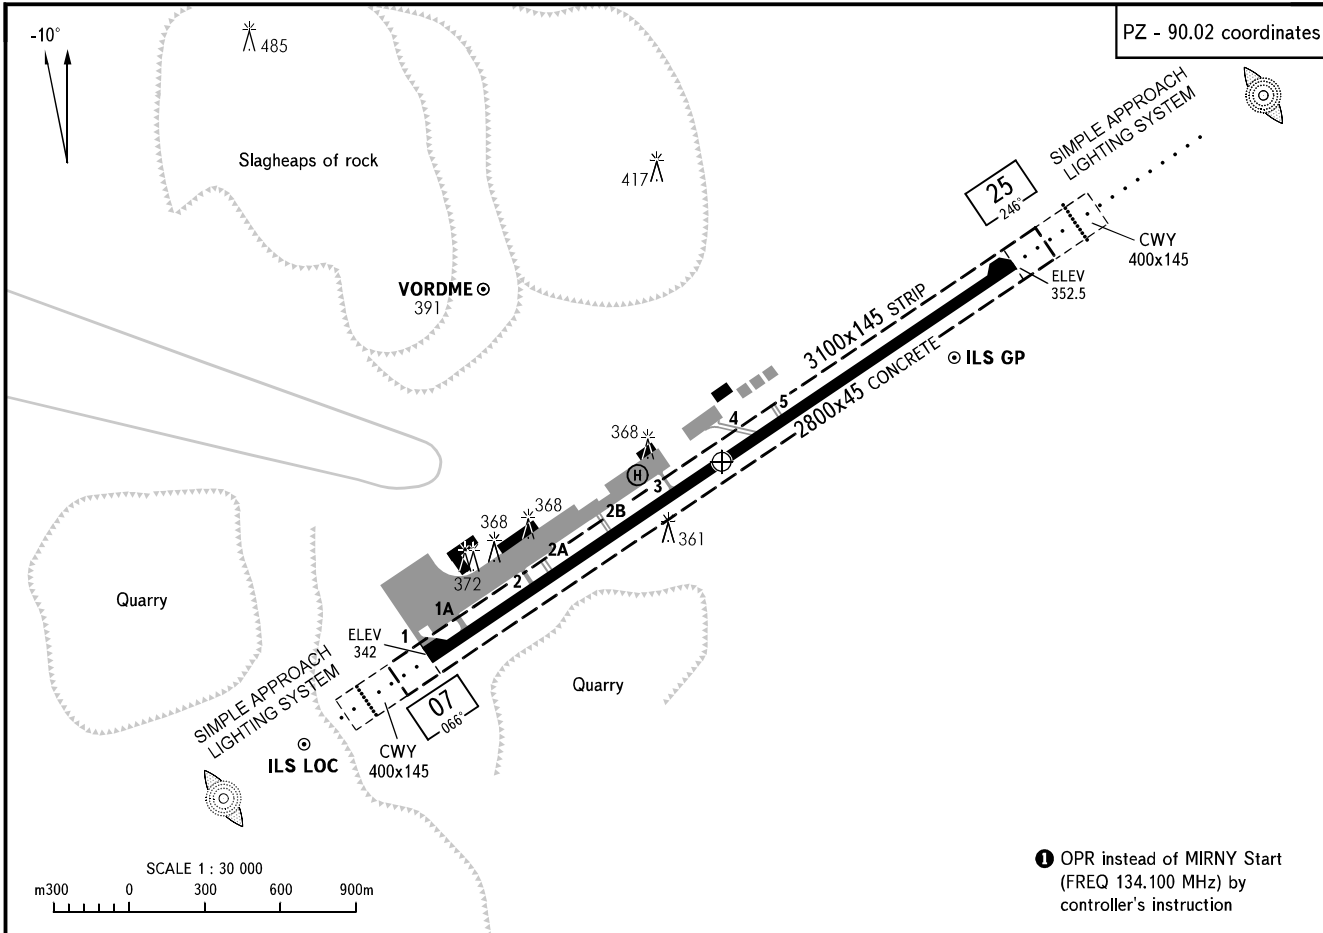 PZ - 90.02 coordinates
-10°
485
SIMPLE APPROACH
LIGHTING SYSTEM
Slagheaps of rock
417
25
246°
CWY
400x145
ELEV
352.5
VORDME
391
3100x145 STRIP
ILS GP
2800x45 CONCRETE
5
4
368
H
3
368
2B
368
361
2A
372
2
Quarry
1A
ELEV
342
1
Quarry
SIMPLE APPROACH
LIGHTING SYSTEM
07
066°
CWY
400x145
ILS LOC
SCALE 1 : 30 000
m300 0 300 600 900m
1 OPR instead of MIRNY Start
(FREQ 134.100 MHz) by
controller's instruction